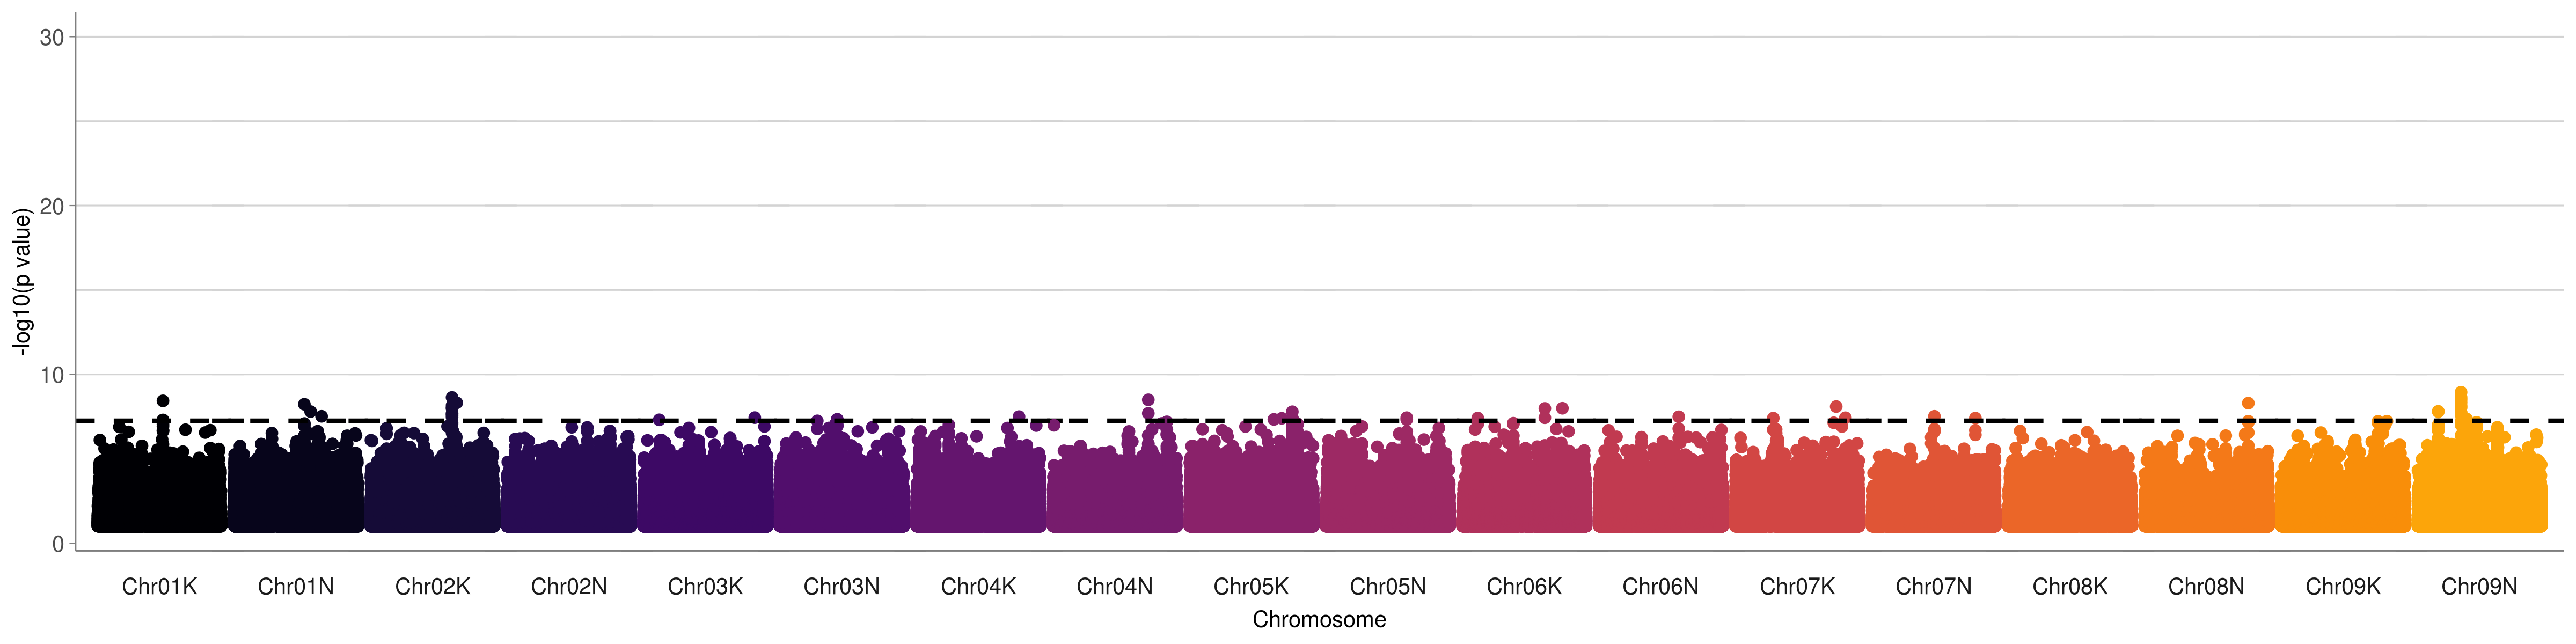 -log10(p value)
30
20
10
0
Chr01K Chr01N Chr02K Chr02N Chr03K Chr03N Chr04K Chr04N Chr05K Chr05N Chr06K Chr06N Chr07K Chr07N Chr08K Chr08N Chr09K Chr09N
Chromosome